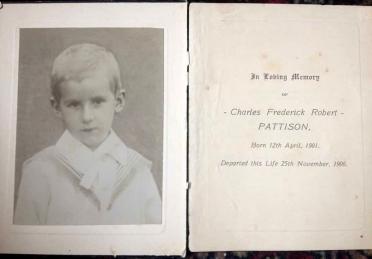 In Loving Memory
OF
- Charles Frederick Robert -
PATTISON,
Born 12th April, 1901.
Departed this Life 25th November, 1906.